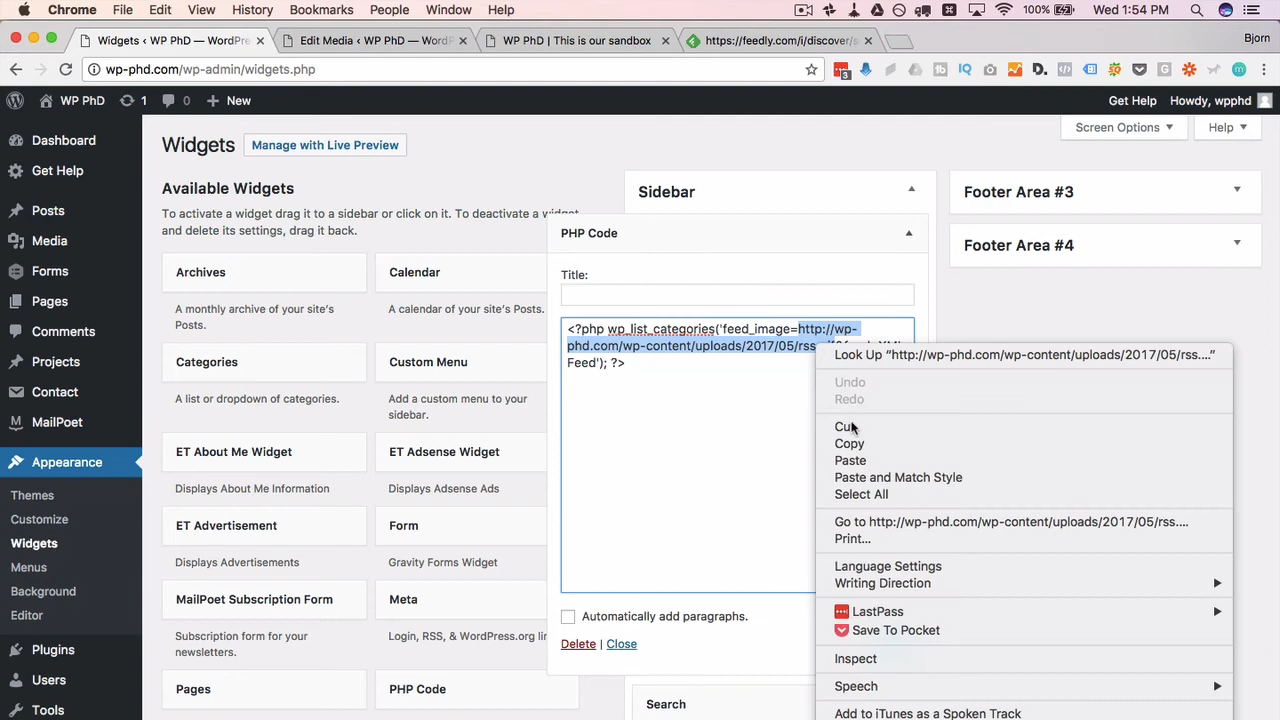 Chrome File Edit View History Bookmarks People Window Help 100% Wed 1:54 PM
Widgets ‹ WP PhD — WordPre
Edit Media ‹ WP PhD — WordP
WP PhD | This is our sandbox
https://feedly.com/i/discover/s
Bjorn
wp-phd.com/wp-admin/widgets.php
3
WP PhD 1 0 New
Get Help Howdy, wpphd
Screen Options Help
Dashboard
Get Help
Posts
Media
Forms
Pages
Comments
Projects
Contact
MailPoet
Appearance
Themes
Customize
Widgets
Menus
Background
Editor
Plugins
Users
Tools
Widgets
Manage with Live Preview
Available Widgets
To activate a widget drag it to a sidebar or click on it. To deactivate a widget
and delete its settings, drag it back.
Archives
A monthly archive of your site's
Posts.
Calendar
A calendar of your site's Posts.
Categories
A list or dropdown of categories.
Custom Menu
Add a custom menu to your
sidebar.
ET About Me Widget
Displays About Me Information
ET Adsense Widget
Displays Adsense Ads
ET Advertisement
Displays Advertisements
Form
Gravity Forms Widget
MailPoet Subscription Form
Subscription form for your
newsletters.
Meta
Login, RSS, & WordPress.org lin
Pages
PHP Code
Sidebar
PHP Code
Title:
<?php wp_list_categories('feed_image=http://wp-
phd.com/wp-content/uploads/2017/05/rss
Feed'); ?>
Automatically add paragraphs.
Delete | Close
Search
Footer Area #3
Footer Area #4
Look Up “http://wp-phd.com/wp-content/uploads/2017/05/rss....”
Undo
Redo
Cut
Copy
Paste
Paste and Match Style
Select All
Go to http://wp-phd.com/wp-content/uploads/2017/05/rss....
Print...
Language Settings
Writing Direction
LastPass
Save To Pocket
Inspect
Speech
Add to iTunes as a Spoken Track